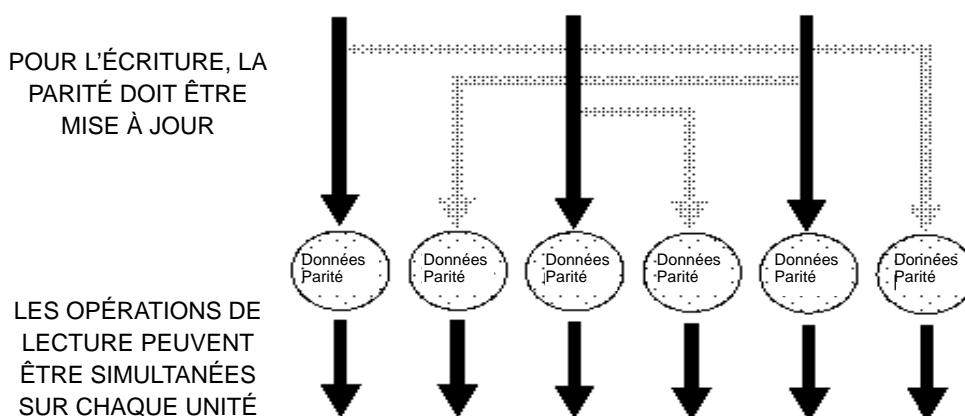 POUR L'ÉCRITURE, LA
PARITÉ DOIT ÊTRE
MISE À JOUR
Données
Parité
Données
Parité
Données
Parité
Données
Parité
Données
Parité
Données
Parité
LES OPÉRATIONS DE
LECTURE PEUVENT
ÊTRE SIMULTANÉES
SUR CHAQUE UNITÉ